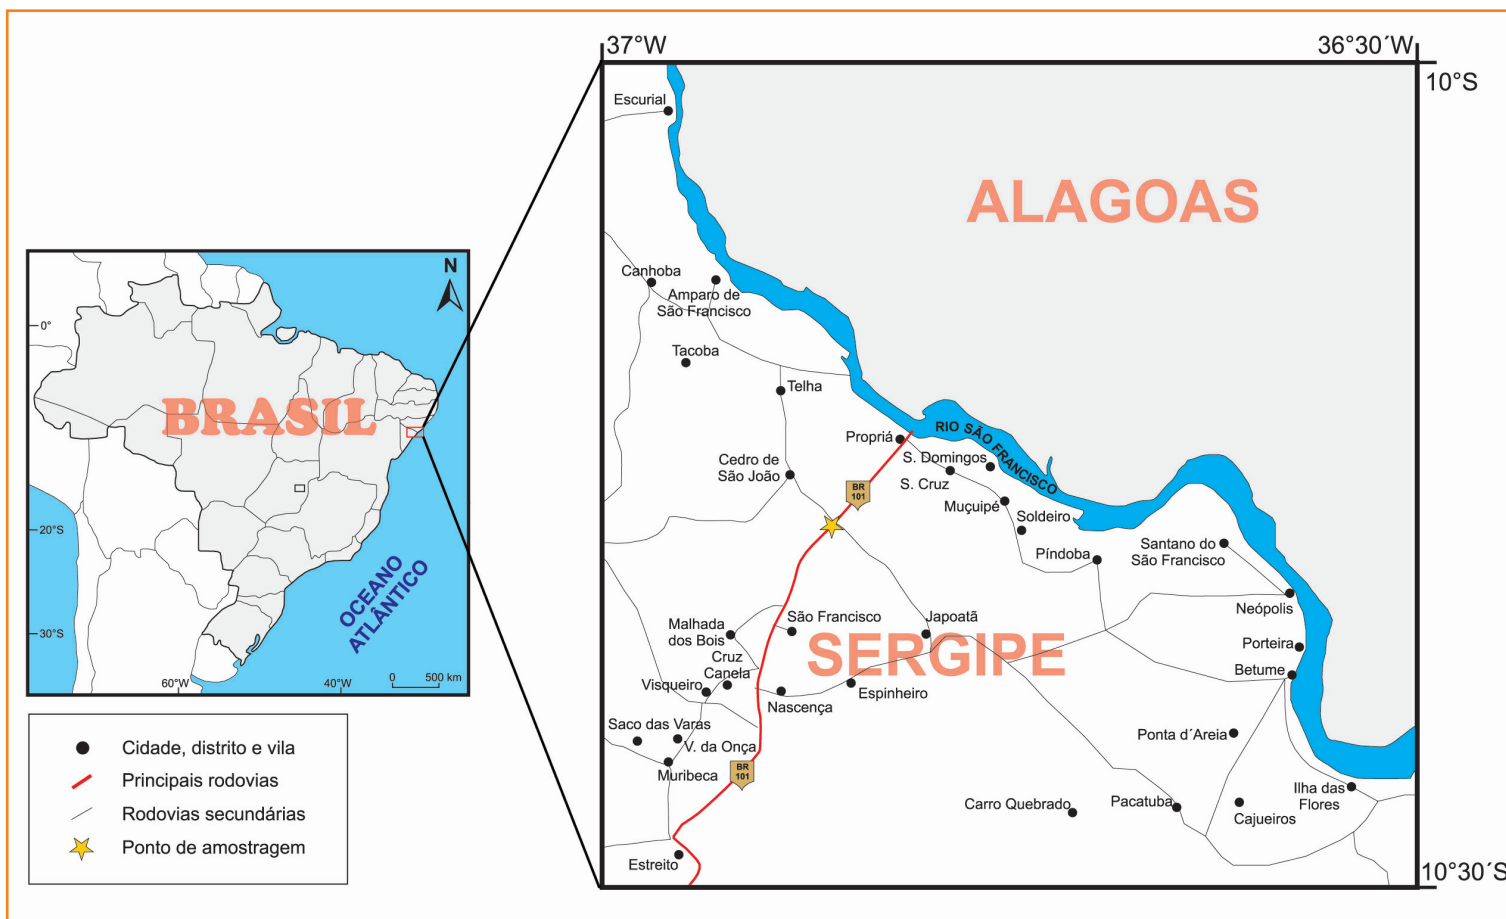 37°W
36°30´W
10°S
Escurial
ALAGOAS
Canhoba
Amparo de
São Francisco
Tacoba
Telha
Propriá
RIO SÃO FRANCISCO
S. Domingos
S. Cruz
Cedro de
São João
BR
101
Muçuipé
Soldeiro
Píndoba
Santano do
São Francisco
Neópolis
Malhada
dos Bois
São Francisco
Japoatã
SERGIPE
Porteira
Betume
Cruz
Canela
Visqueiro
Nascença
Espinheiro
Saco das Varas
V. da Onça
Ponta d´Areia
Muribeca
BR
101
Carro Quebrado
Pacatuba
Cajueiros
Ilha das
Flores
Estreito
10°30´S
N
0°
BRASIL
20°S
OCEANO
ATLÂNTICO
30°S
60°W
40°W
0
500 km
Cidade, distrito e vila
Principais rodovias
Rodovias secundárias
Ponto de amostragem